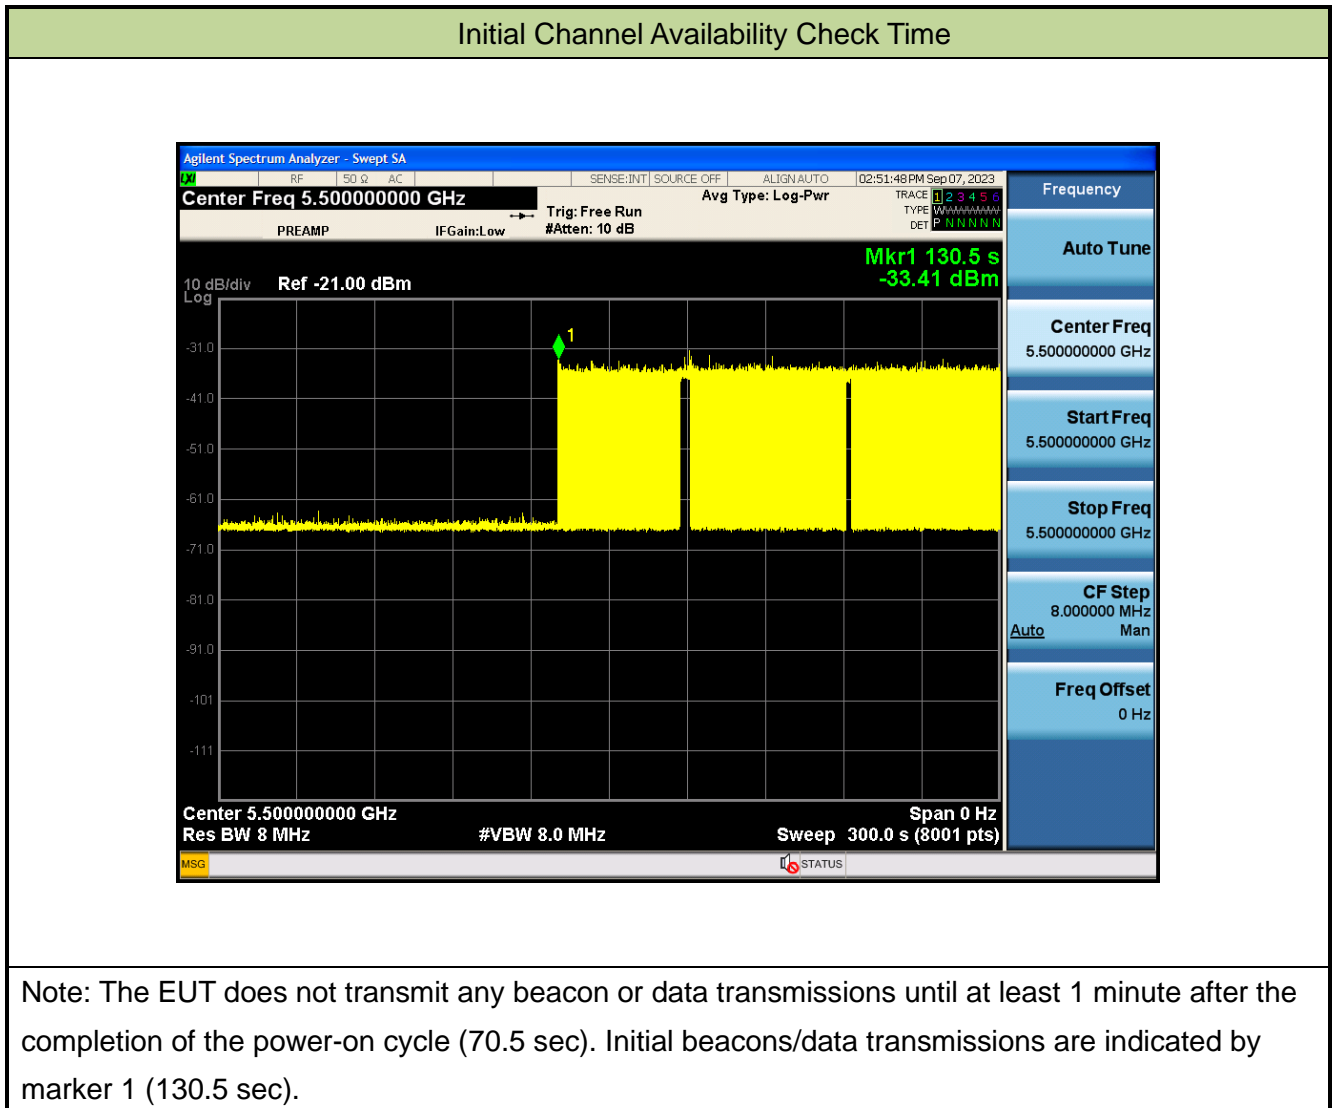 Initial Channel Availability Check Time
Agilent Spectrum Analyzer - Swept SA
LXI RF 50 Ω AC SENSE:INT SOURCE OFF ALIGN AUTO 02:51:48 PM Sep 07, 2023
Center Freq 5.500000000 GHz
Avg Type: Log-Pwr
TRACE 1 2 3 4 5 6
TYPE
DET P N N N N N
Trig: Free Run
PREAMP IFGain:Low #Atten: 10 dB
Mkr1 130.5 s
-33.41 dBm
10 dB/div Ref -21.00 dBm
Log
1
-31.0
-41.0
-51.0
-61.0
-71.0
-81.0
-91.0
-101
-111
Center 5.500000000 GHz Span 0 Hz
Res BW 8 MHz #VBW 8.0 MHz Sweep 300.0 s (8001 pts)
MSG STATUS
Frequency
Auto Tune
Center Freq
5.500000000 GHz
Start Freq
5.500000000 GHz
Stop Freq
5.500000000 GHz
CF Step
8.000000 MHz
Auto Man
Freq Offset
0 Hz
Note: The EUT does not transmit any beacon or data transmissions until at least 1 minute after the
completion of the power-on cycle (70.5 sec). Initial beacons/data transmissions are indicated by
marker 1 (130.5 sec).